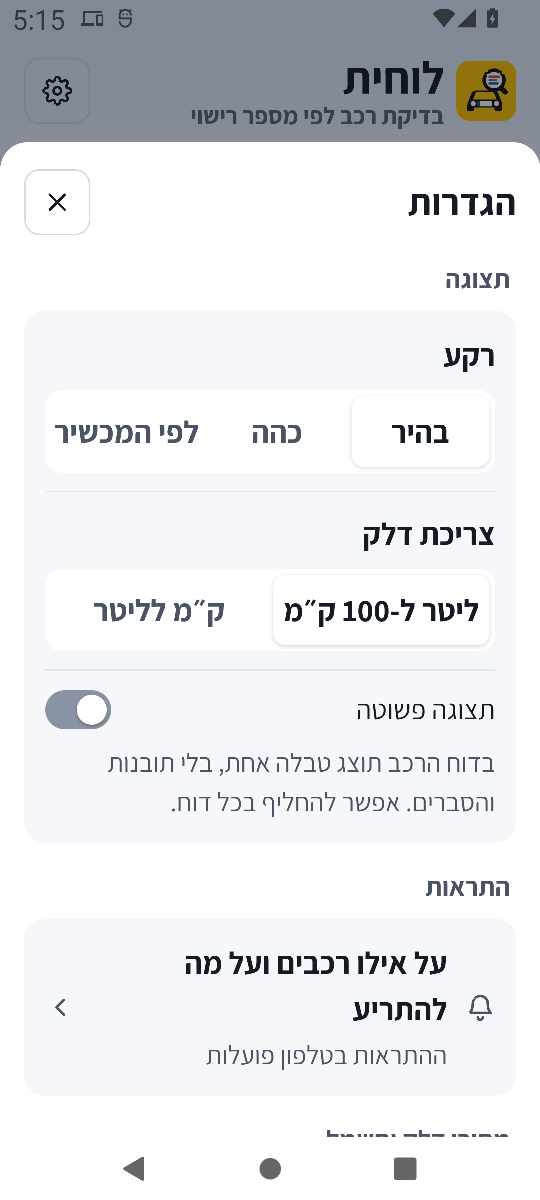 5:15
לוחית
בדיקת רכב לפי מספר רישוי
הגדרות
תצוגה
רקע
בהיר
כהה
לפי המכשיר
צריכת דלק
ליטר ל-100 ק״מ
ק״מ לליטר
תצוגה פשוטה
בדוח הרכב תוצג טבלה אחת, בלי תובנות
והסברים. אפשר להחליף בכל דוח.
התראות
על אילו רכבים ועל מה
להתריע
ההתראות בטלפון פועלות